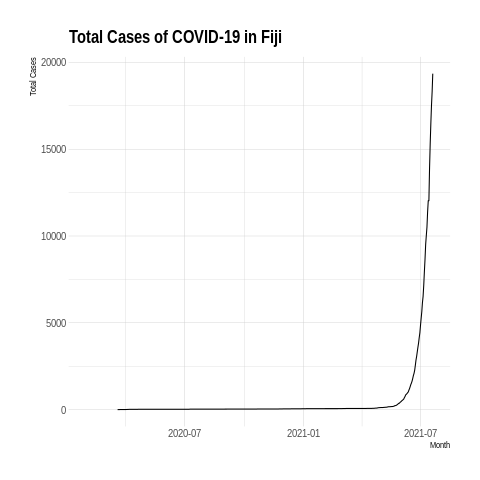 Total Cases of COVID-19 in Fiji
Total Cases
20000
15000
10000
5000
0
2020-07 2021-01 2021-07
Month